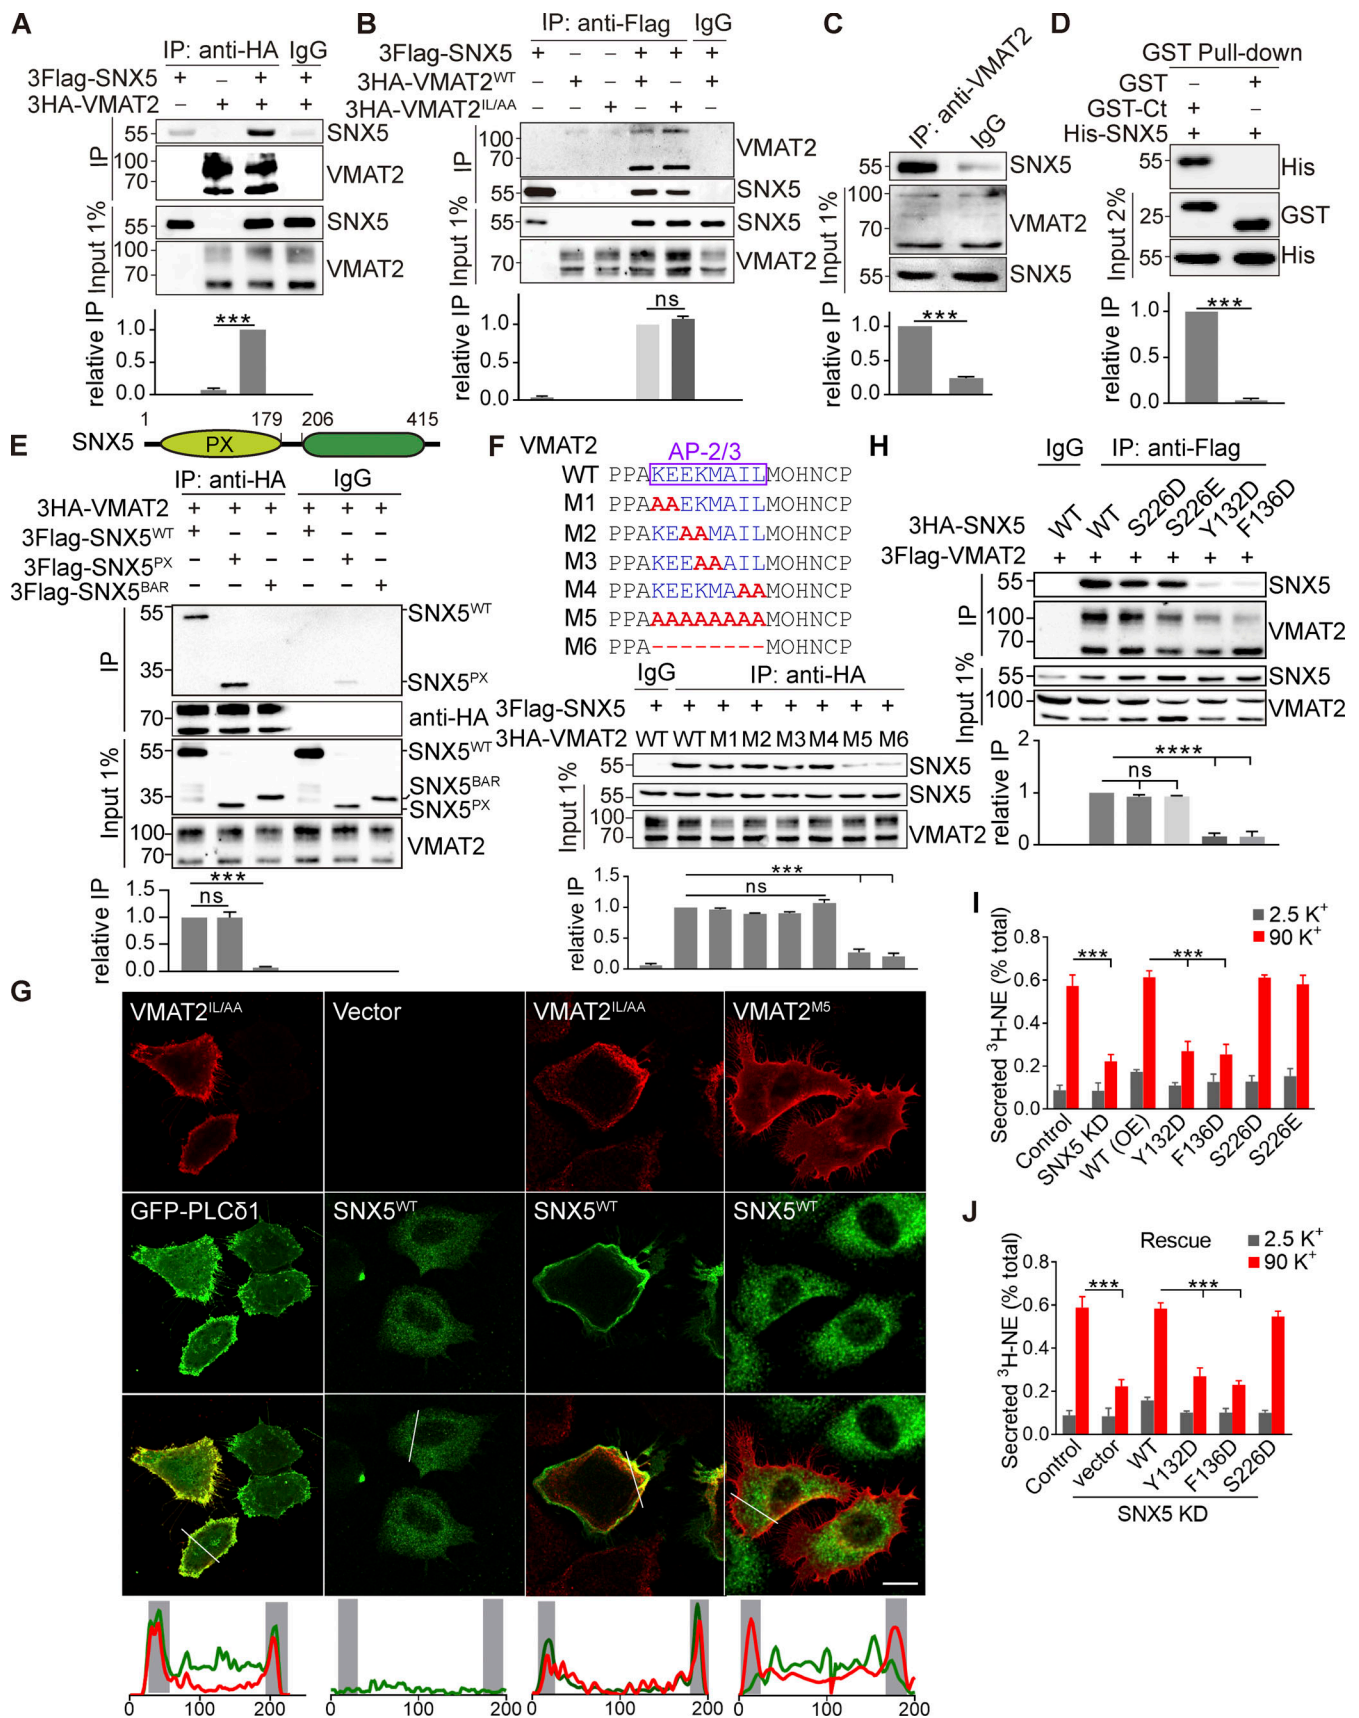 A
IP: anti-HA IgG
3Flag-SNX5 + – + +
3HA-VMAT2 – + + +
IP
55 SNX5
100
70 VMAT2
Input 1%
55 SNX5
100
70 VMAT2
relative IP
1.0
0.5
0.0
***
B
IP: anti-Flag IgG
3Flag-SNX5 + – – + + +
3HA-VMAT2WT – + – + – +
3HA-VMAT2IL/AA – – + – + –
IP
100
70 VMAT2
55 SNX5
Input 1%
55 SNX5
100
70 VMAT2
relative IP
1.0
0.5
0.0
ns
C
IP: anti-VMAT2
IgG
55 SNX5
Input 1%
100
70 VMAT2
55 SNX5
relative IP
1.0
0.5
0.0
***
D
GST Pull-down
GST – +
GST-Ct + –
His-SNX5 + +
55 His
Input 2%
25 GST
55 His
relative IP
1.0
0.5
0.0
***
E
1 179 206 415
SNX5 PX
IP: anti-HA IgG
3HA-VMAT2 + + + + + +
3Flag-SNX5WT + – – + – –
3Flag-SNX5PX – + – – + –
3Flag-SNX5BAR – – + – – +
IP
55 SNX5WT
35 SNX5PX
70 anti-HA
Input 1%
55 SNX5WT
SNX5BAR
35 SNX5PX
100
70 VMAT2
relative IP
1.5
1.0
0.5
0.0
***
ns
F
VMAT2
AP-2/3
WT PPAKEEKMAILMOHNCP
M1 PPAAAEKMAILMOHNCP
M2 PPAKEAAMAILMOHNCP
M3 PPAKEEAAAILMOHNCP
M4 PPAKEEKMAAAMOHNCP
M5 PPAAAAAAAAAMOHNCP
M6 PPA--------MOHNCP
IgG IP: anti-HA
3Flag-SNX5 + + + + + + + +
3HA-VMAT2 WT WT M1 M2 M3 M4 M5 M6
55 SNX5
Input 1%
55 SNX5
100
70 VMAT2
relative IP
1.5
1.0
0.5
0.0
***
ns
G
VMAT2IL/AA Vector VMAT2IL/AA VMAT2M5
GFP-PLCδ1 SNX5WT SNX5WT SNX5WT
0 100 200
0 100 200
0 100 200
0 100 200
H
IgG IP: anti-Flag
3HA-SNX5 WT WT S226D S226E Y132D F136D
3Flag-VMAT2 + + + + + +
IP
55 SNX5
100
70 VMAT2
Input 1%
55 SNX5
100
VMAT2
relative IP
2
1
0
****
ns
I
2.5 K+
90 K+
Secreted 3H-NE (% total)
0.8
0.6
0.4
0.2
0.0
*** ***
Control SNX5 KD WT (OE) Y132D F136D S226D S226E
J
Rescue
2.5 K+
90 K+
Secreted 3H-NE (% total)
0.8
0.6
0.4
0.2
0.0
*** ***
Control vector WT Y132D F136D S226D
SNX5 KD